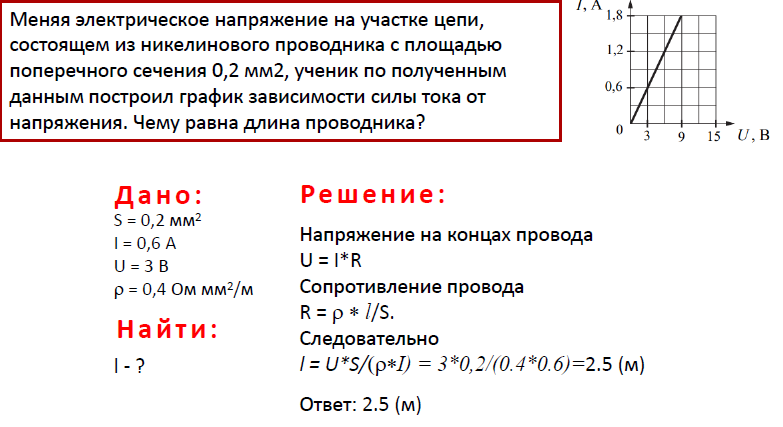 Меняя электрическое напряжение на участке цепи,
состоящем из никелинового проводника с площадью
поперечного сечения 0,2 мм2, ученик по полученным
данным построил график зависимости силы тока от
напряжения. Чему равна длина проводника?
I, А
1,8
1,2
0,6
0
3 9 15 U, В
Дано:
S = 0,2 мм²
I = 0,6 А
U = 3 В
ρ = 0,4 Ом мм²/м
Найти:
l - ?
Решение:
Напряжение на концах провода
U = I*R
Сопротивление провода
R = ρ * l/S.
Следовательно
l = U*S/(ρ*I) = 3*0,2/(0.4*0.6)=2.5 (м)
Ответ: 2.5 (м)